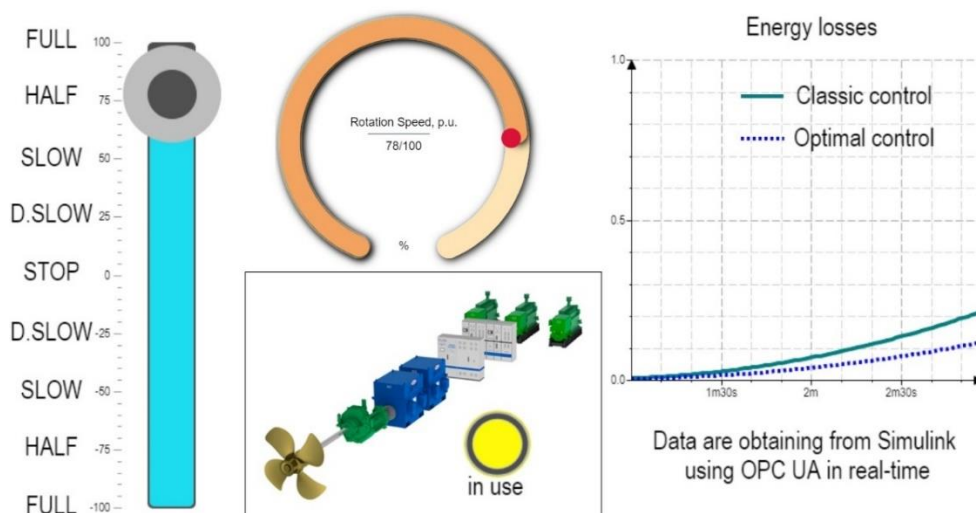 FULL
HALF
SLOW
D.SLOW
STOP
D.SLOW
SLOW
HALF
FULL
100
75
50
25
0
-25
-50
-75
-100
Rotation Speed, p.u.
78/100
%
in use
Energy losses
1.0
0.5
0.0
Classic control
Optimal control
1m30s
2m
2m30s
Data are obtaining from Simulink
using OPC UA in real-time